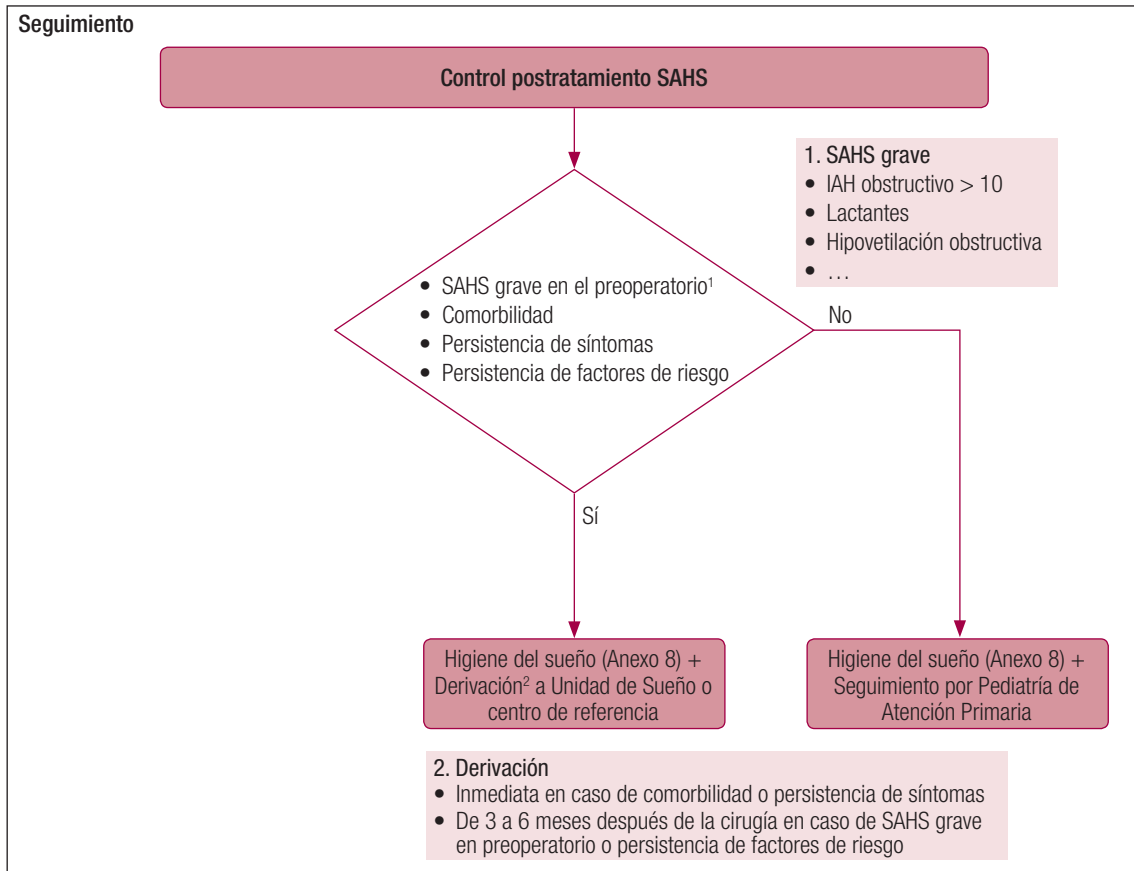 Seguimiento
Control postratamiento SAHS
1. SAHS grave
• IAH obstructivo > 10
• Lactantes
• Hipovetilación obstructiva
• …
• SAHS grave en el preoperatorio¹
• Comorbilidad
• Persistencia de síntomas
• Persistencia de factores de riesgo
No
Sí
Higiene del sueño (Anexo 8) +
Derivación² a Unidad de Sueño o
centro de referencia
Higiene del sueño (Anexo 8) +
Seguimiento por Pediatría de
Atención Primaria
2. Derivación
• Inmediata en caso de comorbilidad o persistencia de síntomas
• De 3 a 6 meses después de la cirugía en caso de SAHS grave
en preoperatorio o persistencia de factores de riesgo